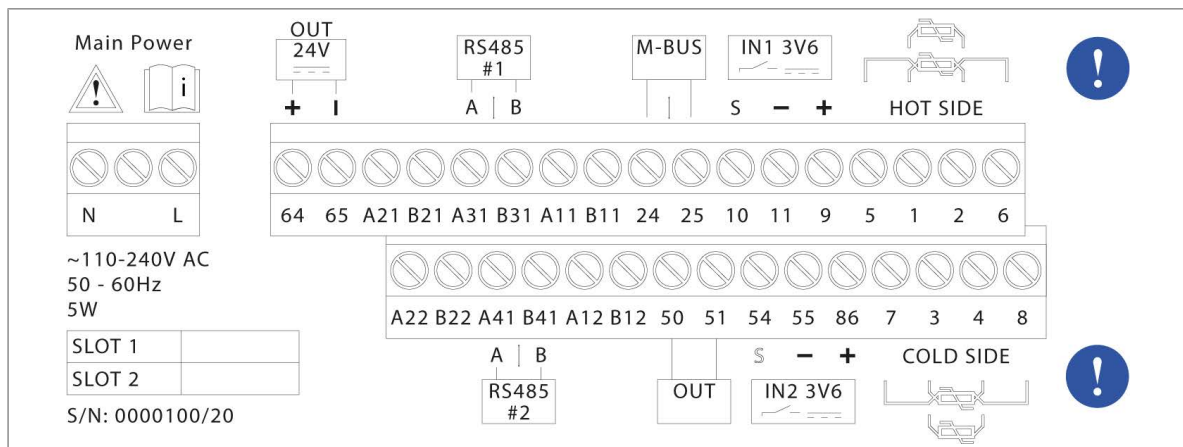 Main Power
OUT
24V
RS485
#1
M-BUS
IN1 3V6
i
+ I A B S − + HOT SIDE
N L
64 65 A21 B21 A31 B31 A11 B11 24 25 10 11 9 5 1 2 6
~110-240V AC
50 - 60Hz
5W
A22 B22 A41 B41 A12 B12 50 51 54 55 86 7 3 4 8
SLOT 1
SLOT 2
S/N: 0000100/20
A B S − + COLD SIDE
RS485
#2
OUT
IN2 3V6